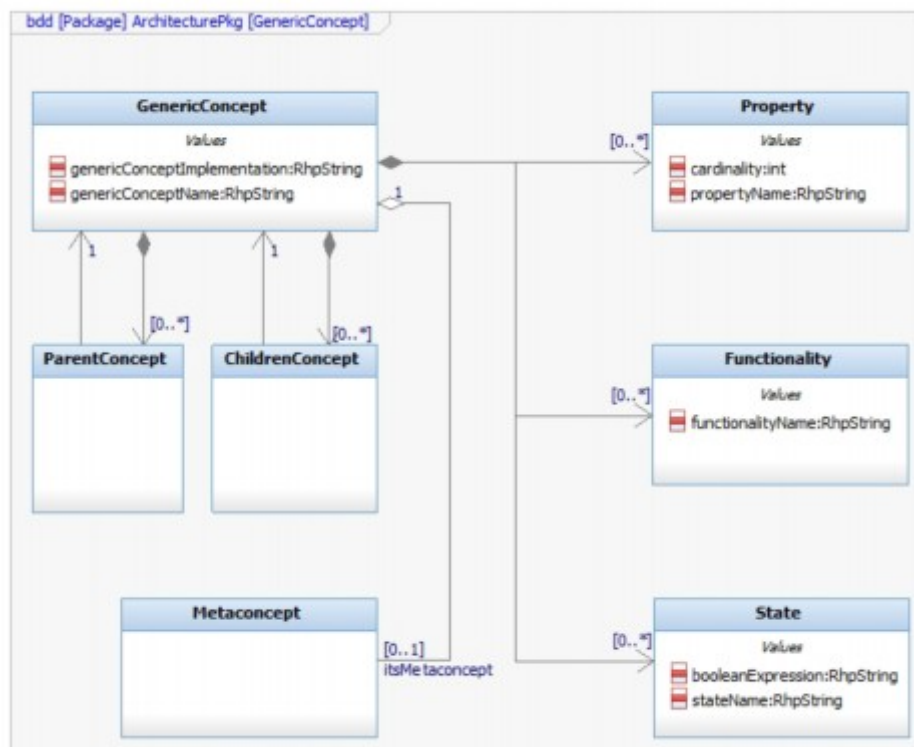 bdd [Package] ArchitecturePkg [GenericConcept]
GenericConcept
Values
genericConceptImplementation:RhpString
genericConceptName:RhpString
Property
Values
cardinality:int
propertyName:RhpString
[0..*]
1
1
1
[0..*]
[0..*]
ParentConcept
ChildrenConcept
Functionality
Values
functionalityName:RhpString
[0..*]
Metaconcept
[0..1]
itsMetaconcept
State
Values
booleanExpression:RhpString
stateName:RhpString
[0..*]